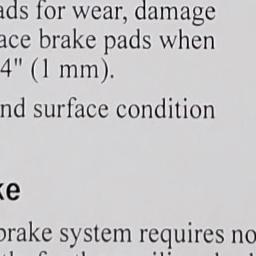 ads for wear, damage
ace brake pads when
4" (1 mm).
nd surface condition
ke
brake system requires no